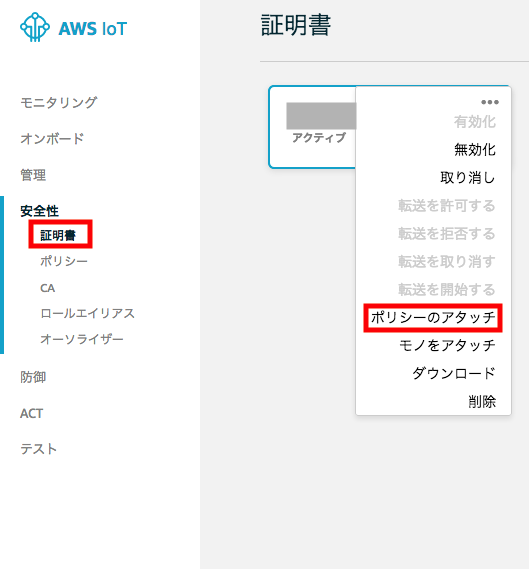 AWS IoT
モニタリング
オンボード
管理
安全性
証明書
ポリシー
CA
ロールエイリアス
オーソライザー
防御
ACT
テスト
証明書
アクティブ
有効化
無効化
取り消し
転送を許可する
転送を拒否する
転送を取り消す
転送を開始する
ポリシーのアタッチ
モノをアタッチ
ダウンロード
削除